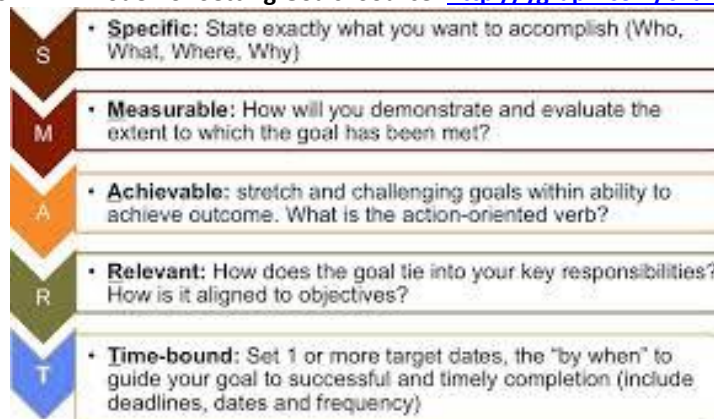 S
• Specific: State exactly what you want to accomplish (Who,
What, Where, Why)
M
• Measurable: How will you demonstrate and evaluate the
extent to which the goal has been met?
A
• Achievable: stretch and challenging goals within ability to
achieve outcome. What is the action-oriented verb?
R
• Relevant: How does the goal tie into your key responsibilities?
How is it aligned to objectives?
T
• Time-bound: Set 1 or more target dates, the "by when" to
guide your goal to successful and timely completion (include
deadlines, dates and frequency)